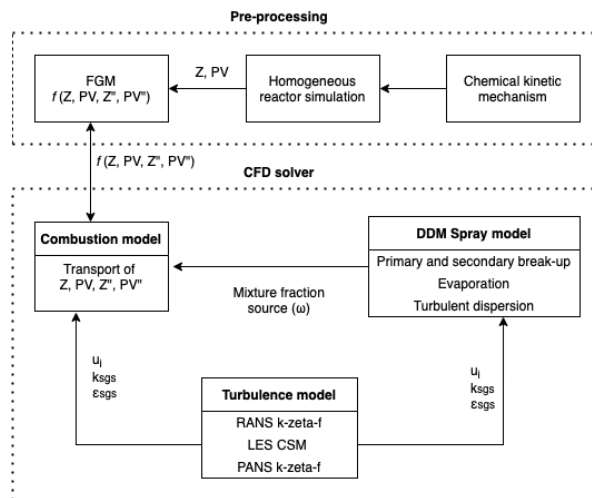 Pre-processing
FGM
f (Z, PV, Z", PV")
Z, PV
Homogeneous
reactor simulation
Chemical kinetic
mechanism
f (Z, PV, Z", PV")
CFD solver
Combustion model
Transport of
Z, PV, Z", PV"
DDM Spray model
Primary and secondary break-up
Evaporation
Turbulent dispersion
Mixture fraction
source (ω)
ui
ksgs
εsgs
ui
ksgs
εsgs
Turbulence model
RANS k-zeta-f
LES CSM
PANS k-zeta-f